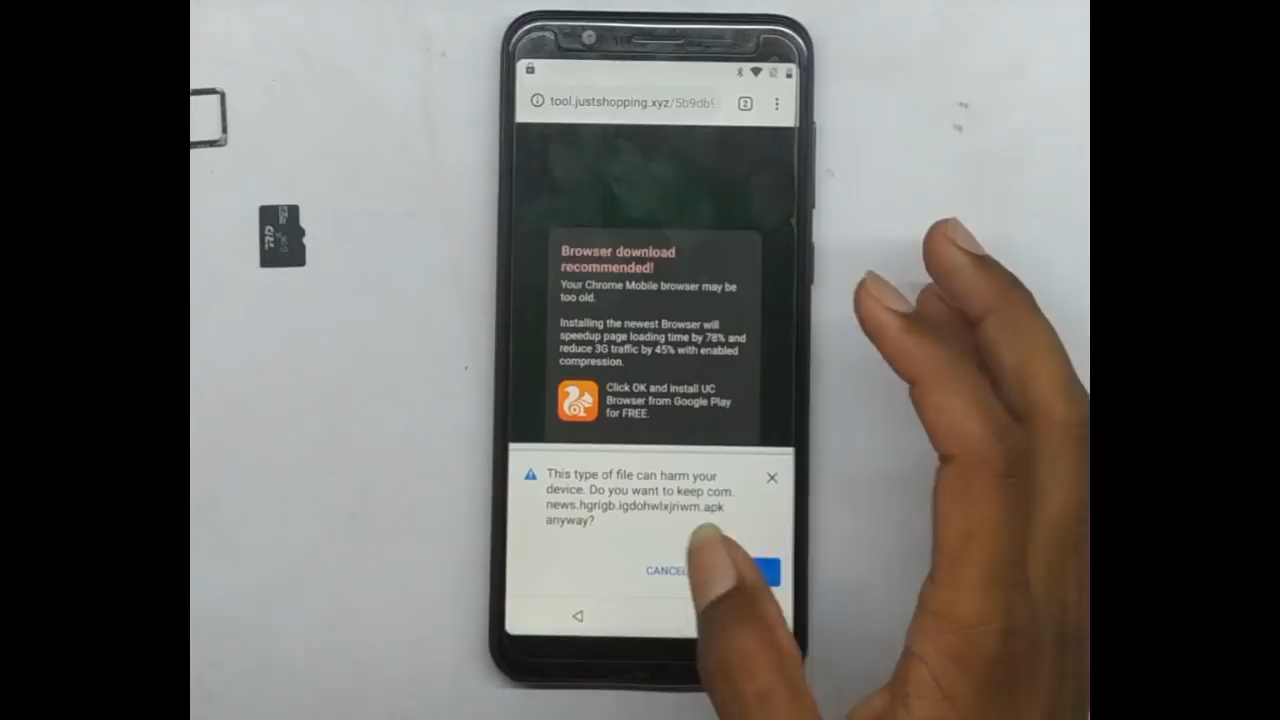 tool.justshopping.xyz/5b9db9
2
Browser download
recommended!
Your Chrome Mobile browser may be
too old.
Installing the newest Browser will
speedup page loading time by 78% and
reduce 3G traffic by 45% with enabled
compression.
Click OK and install UC
Browser from Google Play
for FREE.
This type of file can harm your
device. Do you want to keep com.
news.hgrigb.igdohwlxjriwm.apk
anyway?
CANCEL